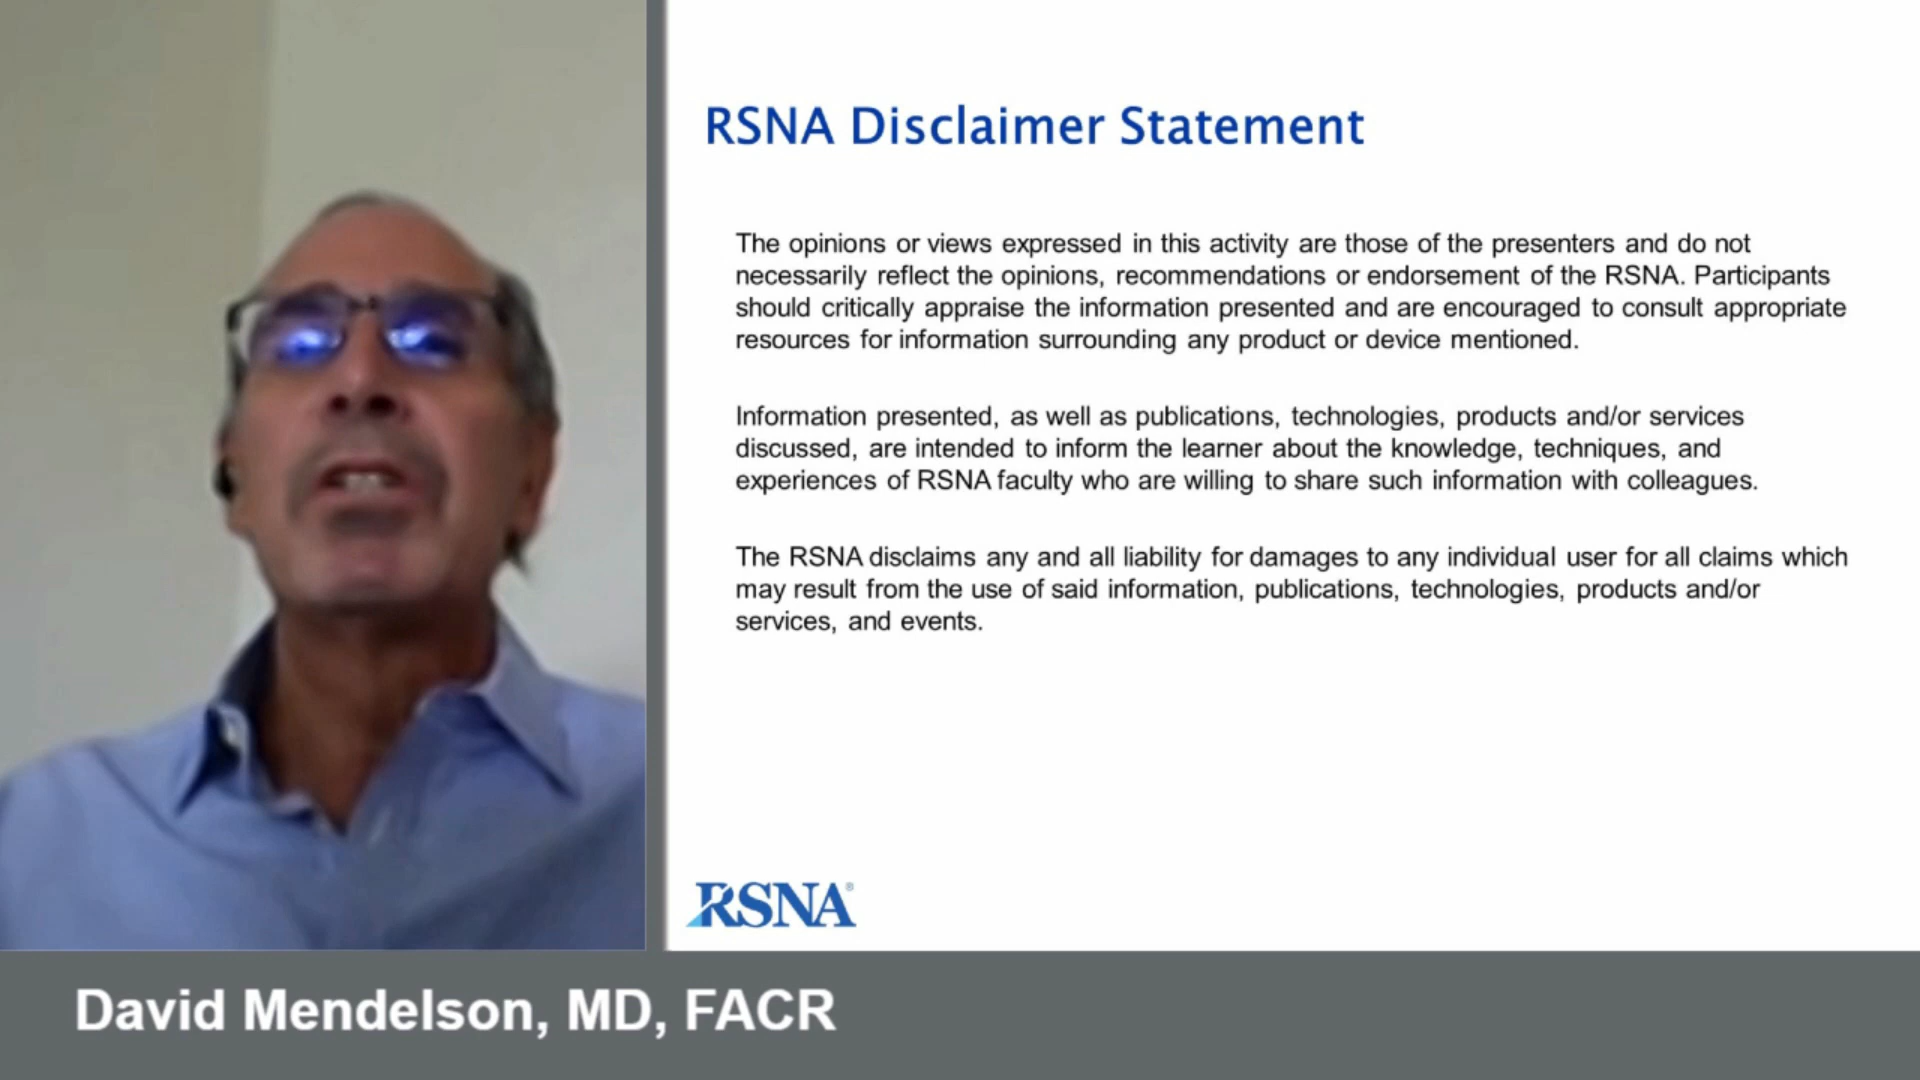 RSNA Disclaimer Statement
The opinions or views expressed in this activity are those of the presenters and do not
necessarily reflect the opinions, recommendations or endorsement of the RSNA. Participants
should critically appraise the information presented and are encouraged to consult appropriate
resources for information surrounding any product or device mentioned.
Information presented, as well as publications, technologies, products and/or services
discussed, are intended to inform the learner about the knowledge, techniques, and
experiences of RSNA faculty who are willing to share such information with colleagues.
The RSNA disclaims any and all liability for damages to any individual user for all claims which
may result from the use of said information, publications, technologies, products and/or
services, and events.
RSNA®
David Mendelson, MD, FACR